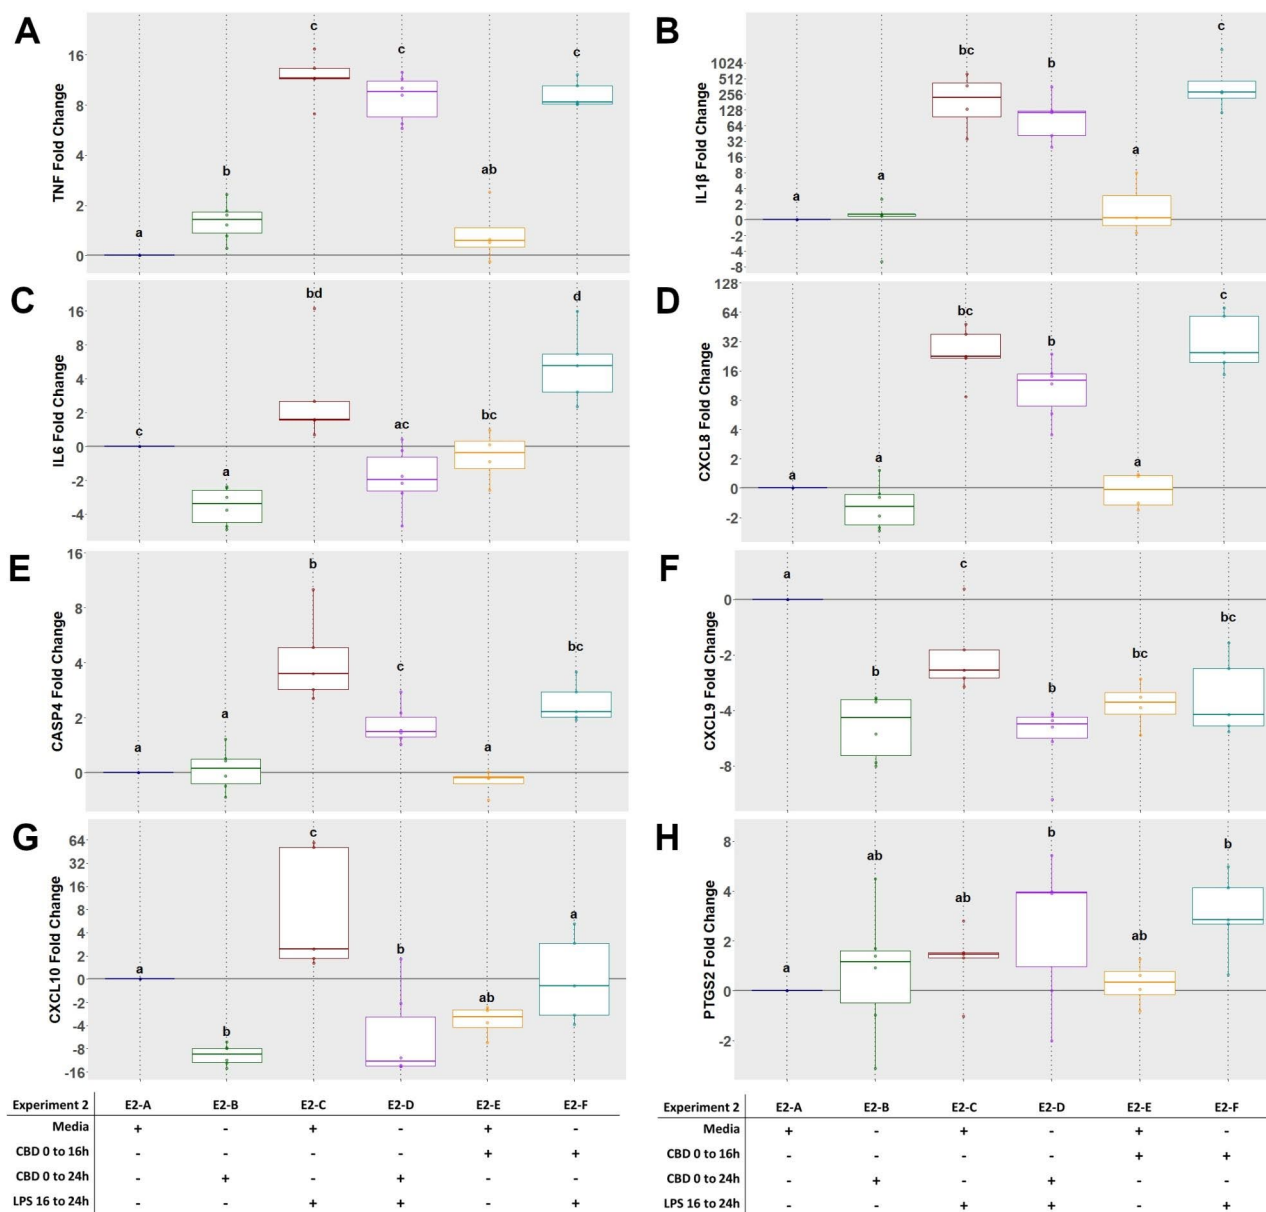 A
TNF Fold Change
16
8
4
2
0
a
b
c
c
ab
c
B
IL1β Fold Change
1024
512
256
128
64
32
16
8
4
2
0
-2
-4
-8
a
a
bc
b
a
c
C
IL6 Fold Change
16
8
4
2
0
-2
-4
c
a
bd
ac
bc
d
D
CXCL8 Fold Change
128
64
32
16
8
4
2
0
-2
a
a
bc
b
a
c
E
CASP4 Fold Change
16
8
4
2
0
a
a
b
c
a
bc
F
CXCL9 Fold Change
0
-2
-4
-8
a
b
c
b
bc
bc
G
CXCL10 Fold Change
64
32
16
8
4
2
0
-2
-4
-8
-16
a
b
c
b
ab
a
H
PTGS2 Fold Change
8
4
2
0
-2
a
ab
ab
b
ab
b
Experiment 2 E2-A E2-B E2-C E2-D E2-E E2-F
Media + - + - + -
CBD 0 to 16h - - - - + +
CBD 0 to 24h - + - + - -
LPS 16 to 24h - - + + - +
Experiment 2 E2-A E2-B E2-C E2-D E2-E E2-F
Media + - + - + -
CBD 0 to 16h - - - - + +
CBD 0 to 24h - + - + - -
LPS 16 to 24h - - + + - +